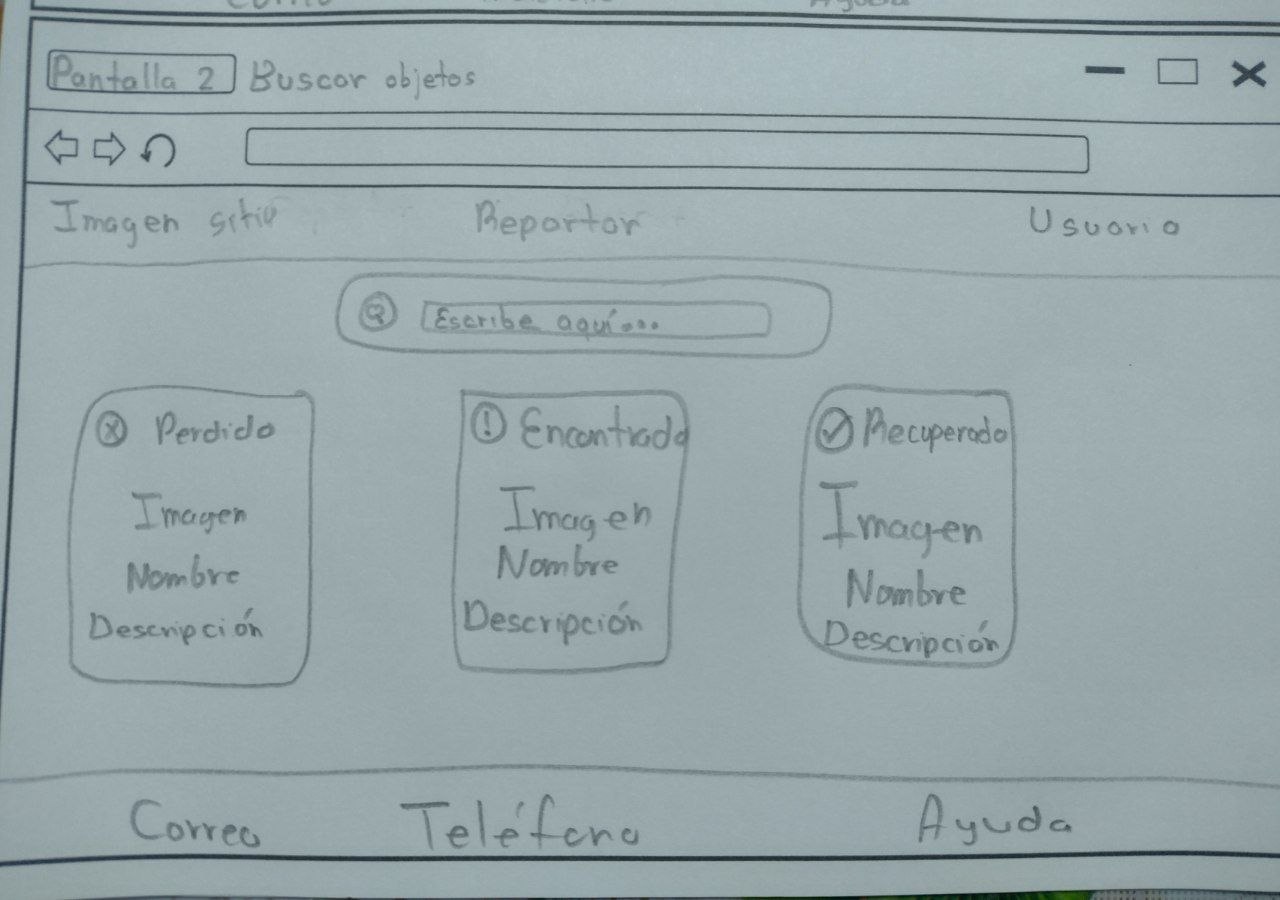 Pantalla 2 Buscar objetos
Imagen sitio Reportar Usuario
Escribe aquí...
Perdido Encontrado Recuperado
Imagen Imagen Imagen
Nombre Nombre Nombre
Descripción Descripción Descripción
Correo Teléfono Ayuda